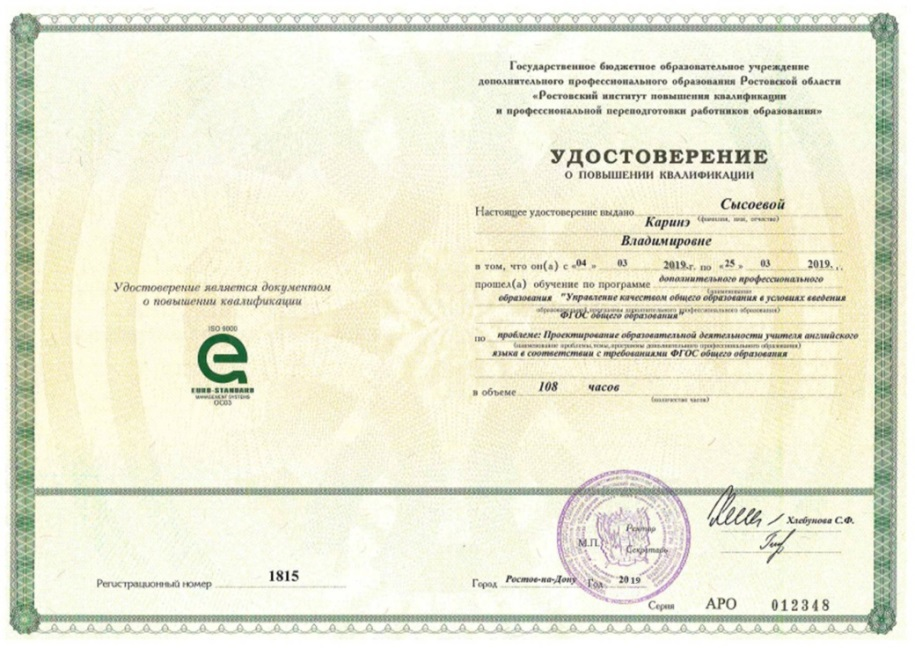 Государственное бюджетное образовательное учреждение
дополнительного профессионального образования Ростовской области
«Ростовский институт повышения квалификации
и профессиональной переподготовки работников образования»
УДОСТОВЕРЕНИЕ
О ПОВЫШЕНИИ КВАЛИФИКАЦИИ
Настоящее удостоверение выдано Сысоевой
(фамилия, имя, отчество)
Каринэ
Владимировне
в том, что он(а) с «04» 03 2019.г. по «25» 03 2019. г.
прошел(а) обучение по программе дополнительного профессионального
(наименование
образования "Управление качеством общего образования в условиях введения
образовательной программы дополнительного профессионального образования)
ФГОС общего образования"
по проблеме: Проектирование образовательной деятельности учителя английского
(наименование проблемы, темы, программы дополнительного профессионального образования)
языка в соответствии с требованиями ФГОС общего образования
в объеме 108 часов
(количество часов)
Удостоверение является документом
о повышении квалификации
ISO 9000
e
EURO-STANDARD
MANAGEMENT SYSTEMS
ОС03
Ректор
Хлебунова С.Ф.
М.П.
Секретарь
Регистрационный номер 1815
Город Ростов-на-Дону Год 2019
Серия АРО 012348